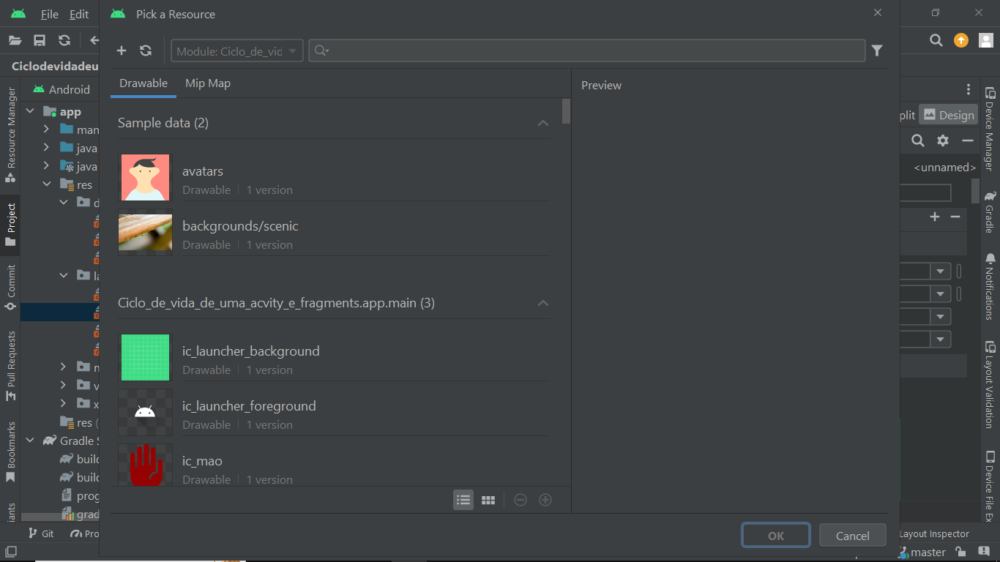 File Edit
Pick a Resource
Module: Ciclo_de_vid
Ciclodevidadeu
Drawable Mip Map
Preview
Android
Sample data (2)
app
man
java
java
res
d
la
m
v
x
res (
Gradle S
build
build
prog
grad
avatars
Drawable 1 version
backgrounds/scenic
Drawable 1 version
Ciclo_de_vida_de_uma_acvity_e_fragments.app.main (3)
ic_launcher_background
Drawable 1 version
ic_launcher_foreground
Drawable 1 version
ic_mao
Drawable 1 version
OK Cancel
plit Design
<unnamed>
Resource Manager
Project
Commit
Pull Requests
Bookmarks
iants
Device Manager
Gradle
Notifications
Layout Validation
Device File Ex
Git Pro
Layout Inspector
master